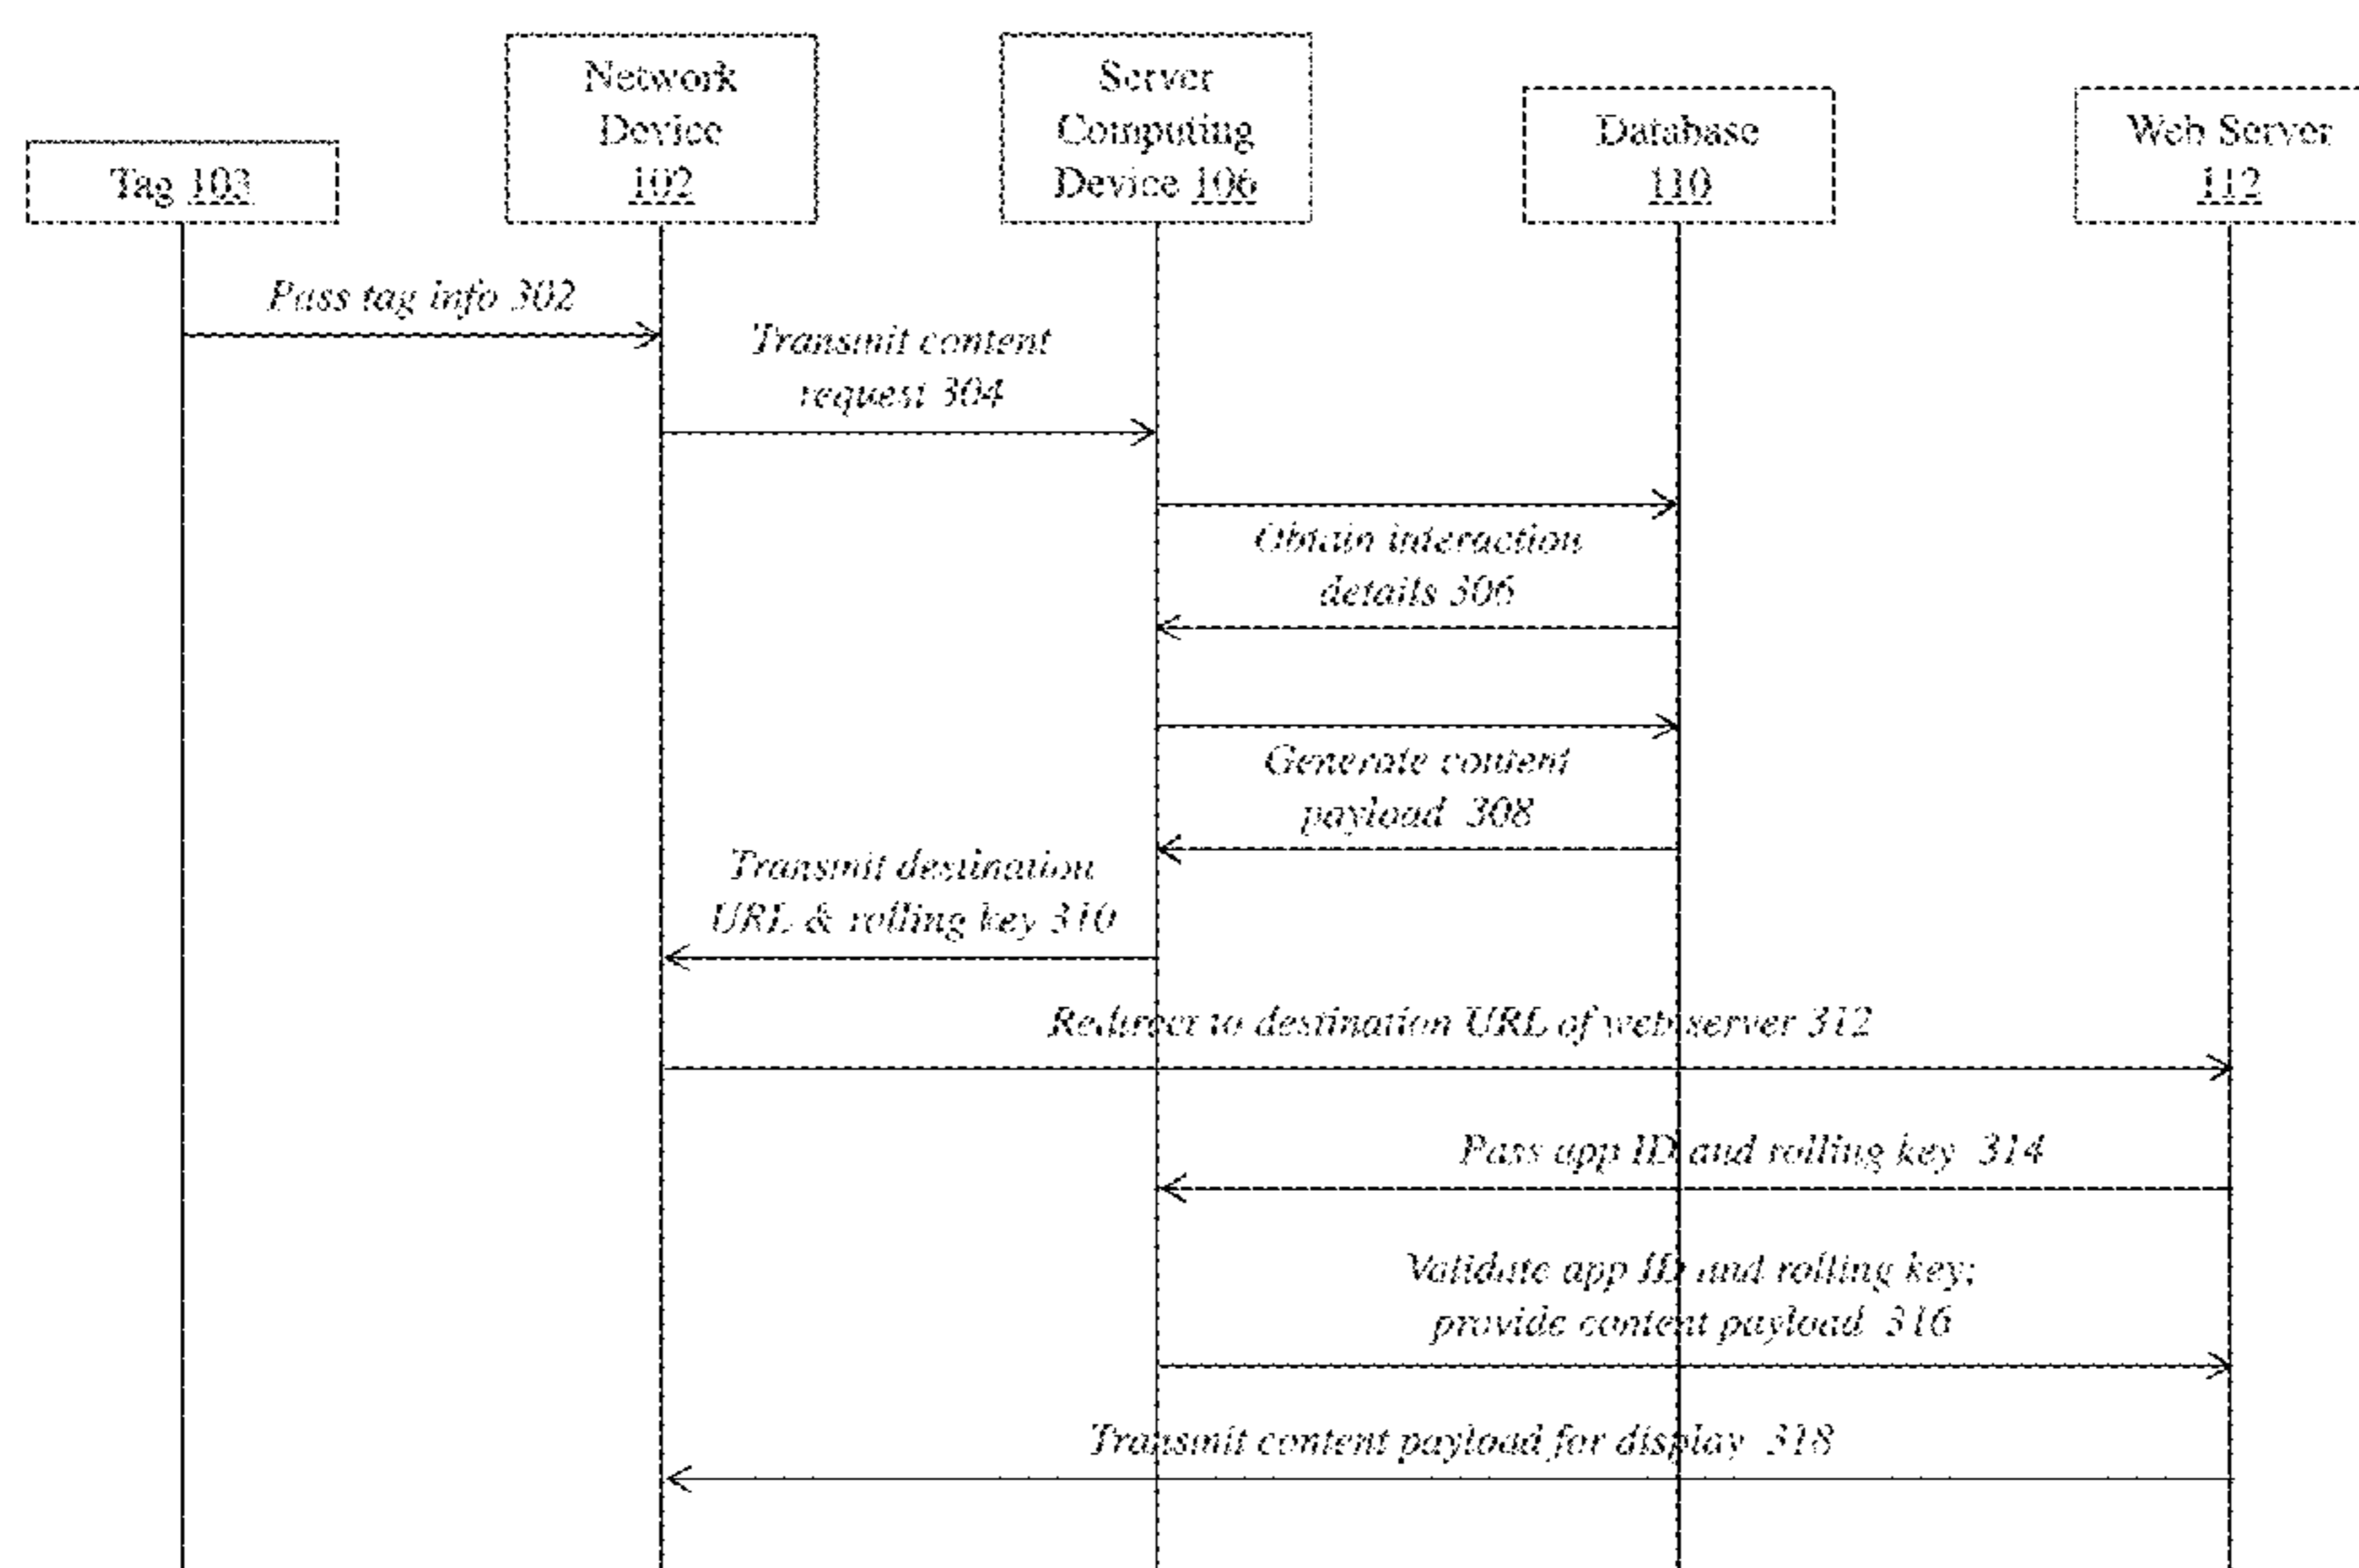 Network
Device
102
Server
Computing
Device 106
Database
110
Web Server
112
Tag 103
Pass tag info 302
Transmit content
request 304
Obtain interaction
details 306
Generate content
payload 308
Transmit destination
URL & rolling key 310
Redirect to destination URL of web server 312
Pass app ID and rolling key 314
Validate app ID and rolling key;
provide content payload 316
Transmit content payload for display 318